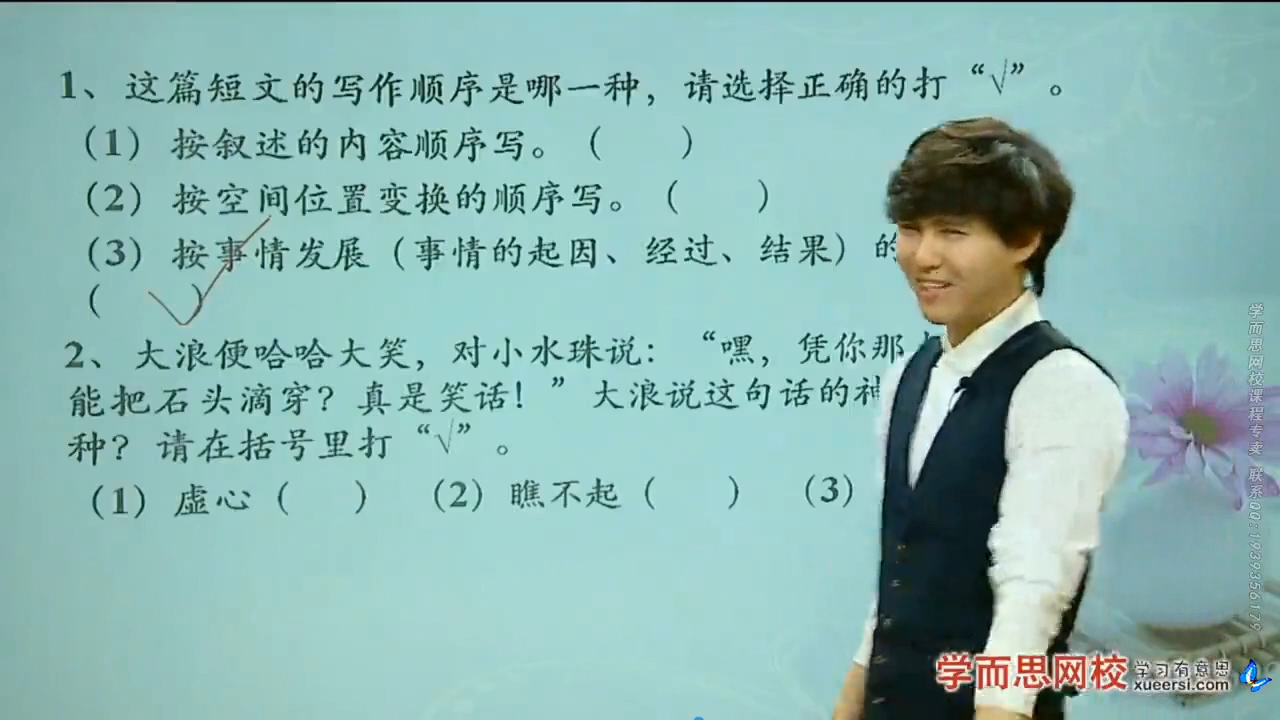 1、这篇短文的写作顺序是哪一种，请选择正确的打“√”。
（1）按叙述的内容顺序写。（ ）
（2）按空间位置变换的顺序写。（ ）
（3）按事情发展（事情的起因、经过、结果）的
（ √ ）
2、大浪便哈哈大笑，对小水珠说：“嘿，凭你那
能把石头滴穿？真是笑话！”大浪说这句话的神
种？请在括号里打“√”。
（1）虚心（ ） （2）瞧不起（ ） （3）
学而思网校课程专卖 联系QQ:1939356179
学而思网校 学习有意思
xueersi.com